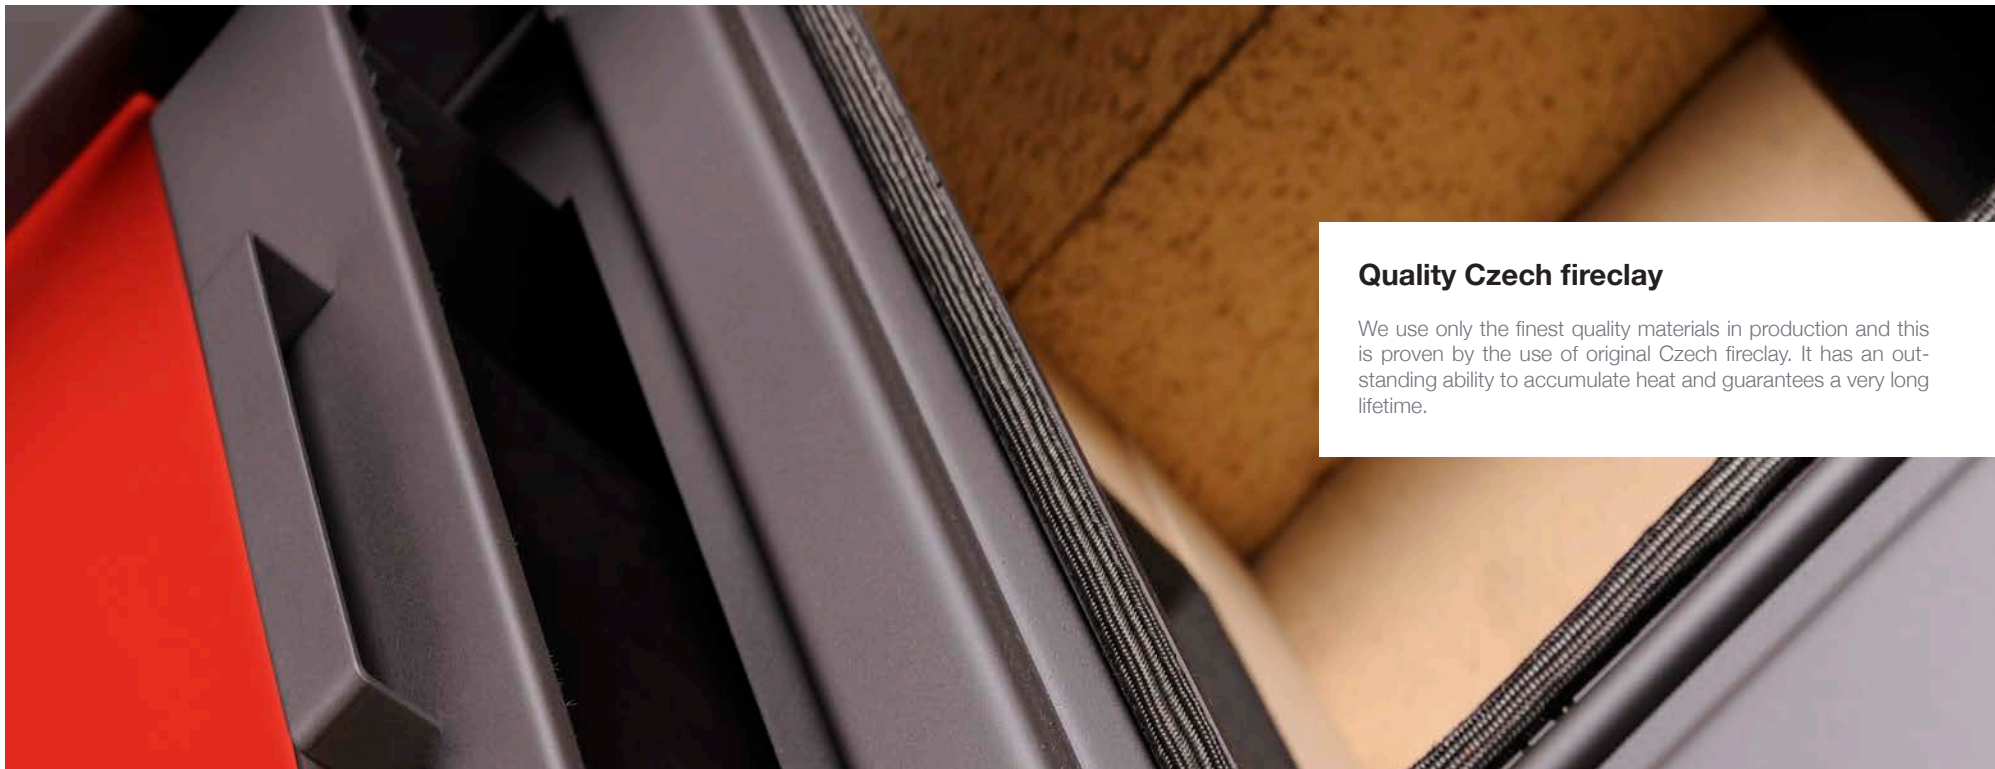 Quality Czech fireclay
We use only the finest quality materials in production and this
is proven by the use of original Czech fireclay. It has an out-
standing ability to accumulate heat and guarantees a very long
lifetime.